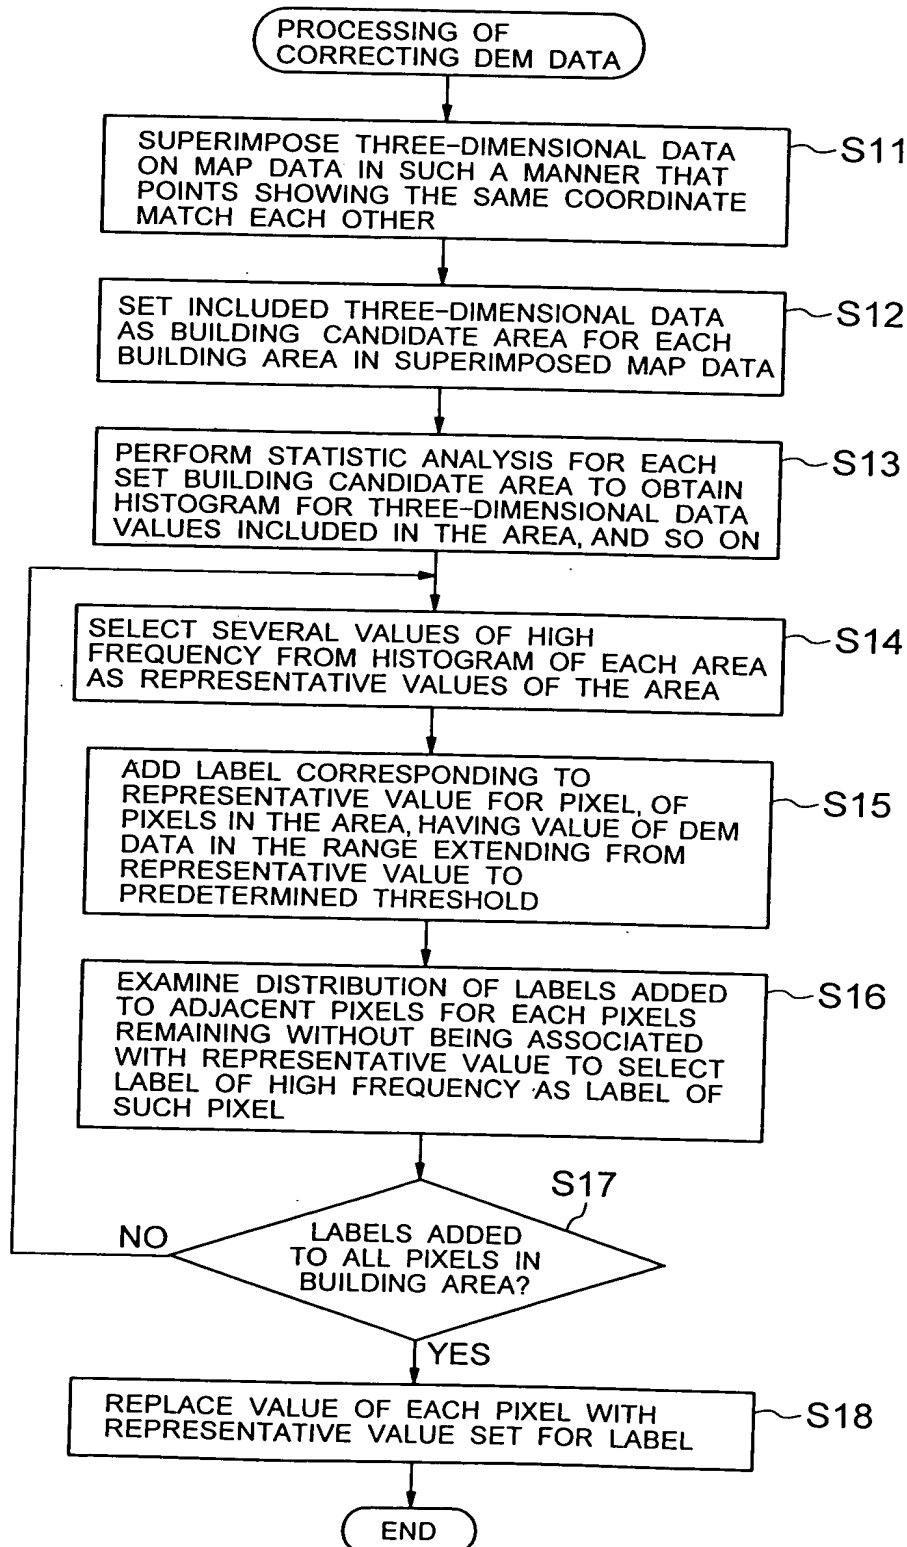 PROCESSING OF
CORRECTING DEM DATA
SUPERIMPOSE THREE-DIMENSIONAL DATA
ON MAP DATA IN SUCH A MANNER THAT
POINTS SHOWING THE SAME COORDINATE
MATCH EACH OTHER
S11
SET INCLUDED THREE-DIMENSIONAL DATA
AS BUILDING CANDIDATE AREA FOR EACH
BUILDING AREA IN SUPERIMPOSED MAP DATA
S12
PERFORM STATISTIC ANALYSIS FOR EACH
SET BUILDING CANDIDATE AREA TO OBTAIN
HISTOGRAM FOR THREE-DIMENSIONAL DATA
VALUES INCLUDED IN THE AREA, AND SO ON
S13
SELECT SEVERAL VALUES OF HIGH
FREQUENCY FROM HISTOGRAM OF EACH AREA
AS REPRESENTATIVE VALUES OF THE AREA
S14
ADD LABEL CORRESPONDING TO
REPRESENTATIVE VALUE FOR PIXEL, OF
PIXELS IN THE AREA, HAVING VALUE OF DEM
DATA IN THE RANGE EXTENDING FROM
REPRESENTATIVE VALUE TO
PREDETERMINED THRESHOLD
S15
EXAMINE DISTRIBUTION OF LABELS ADDED
TO ADJACENT PIXELS FOR EACH PIXELS
REMAINING WITHOUT BEING ASSOCIATED
WITH REPRESENTATIVE VALUE TO SELECT
LABEL OF HIGH FREQUENCY AS LABEL OF
SUCH PIXEL
S16
S17
LABELS ADDED
TO ALL PIXELS IN
BUILDING AREA?
NO
YES
REPLACE VALUE OF EACH PIXEL WITH
REPRESENTATIVE VALUE SET FOR LABEL
S18
END